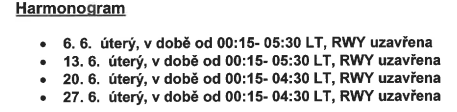 Harmonogram
• 6. 6. úterý, v době od 00:15- 05:30 LT, RWY uzavřena
• 13. 6. úterý, v době od 00:15- 05:30 LT, RWY uzavřena
• 20. 6. úterý, v době od 00:15- 04:30 LT, RWY uzavřena
• 27. 6. úterý, v době od 00:15- 04:30 LT, RWY uzavřena